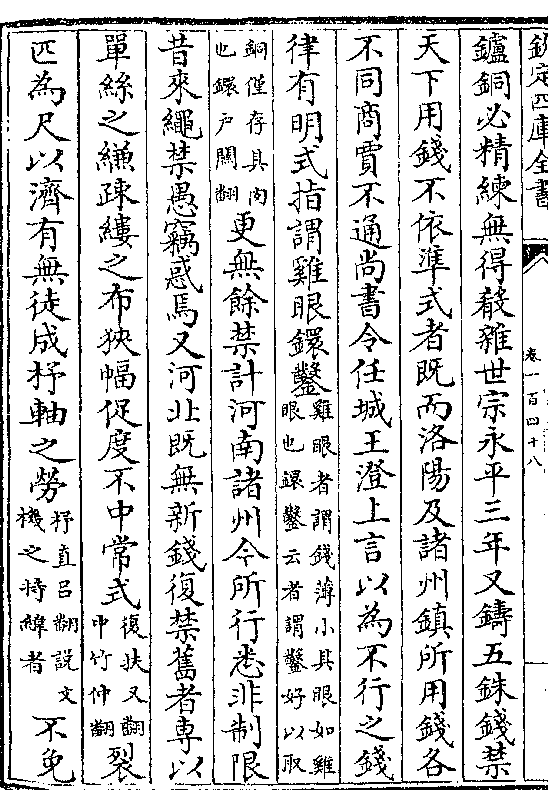 欽定四庫全書
卷一百四十八
鑪銅必精練無得殽雜世宗永平三年又鑄五銖錢禁
天下用錢不依準式者既而洛陽及諸州鎮所用錢各
不同商賈不通尚書令任城王澄上言以為不行之錢
律有明式指謂雞眼鐶鑿雞眼者謂錢薄小其眼如雞眼也鐶鑿云者謂鑿好以取
銅僅存其肉也鐶戶關翻更無餘禁計河南諸州今所行悉非制限
昔來繩禁愚竊惑焉又河北既無新錢復禁舊者專以
單絲之縑疎縷之布狹幅促度不中常式復扶又翻中竹仲翻裂
匹為尺以濟有無徒成杼軸之勞杼直呂翻說文機之持緯者不免